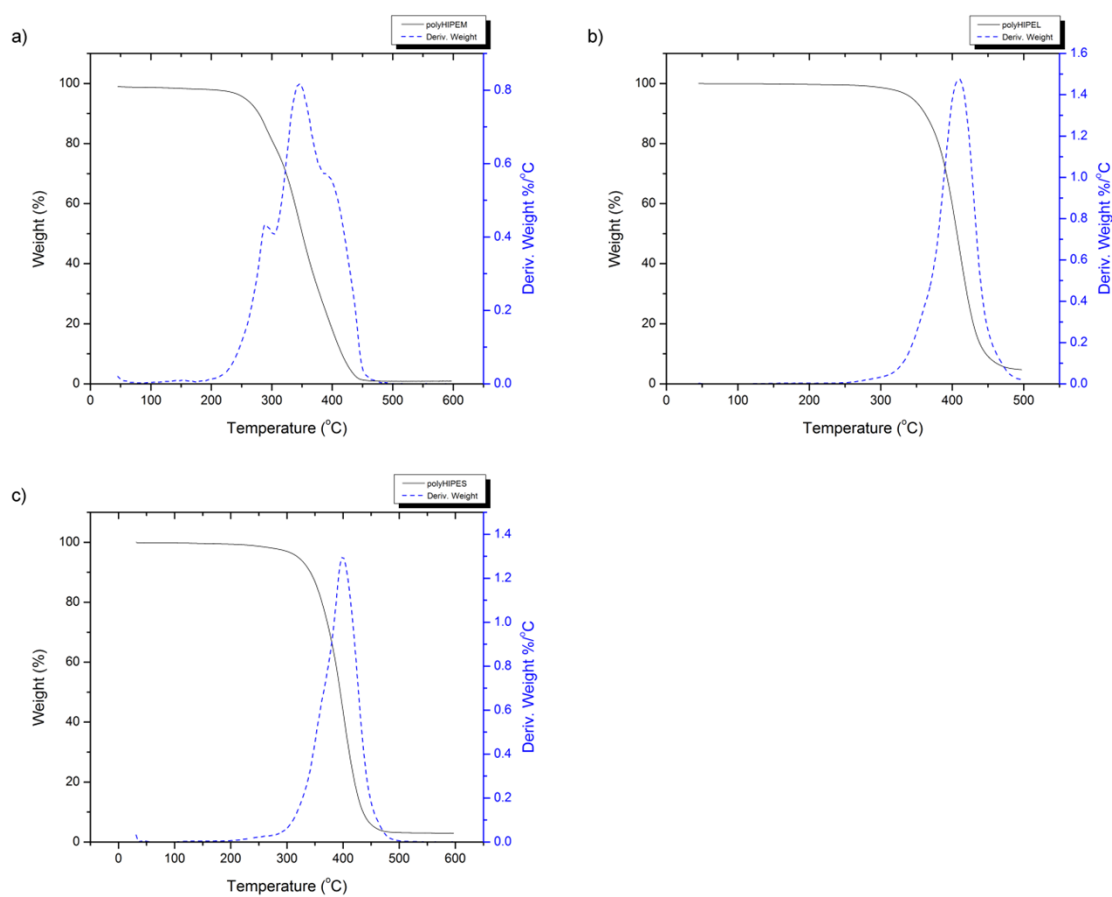 a)
polyHIPEM
Deriv. Weight
100
80
60
40
20
0
Weight (%)
0 100 200 300 400 500 600
Temperature (°C)
0.8
0.6
0.4
0.2
0.0
Deriv. Weight %/°C
b)
polyHIPEL
Deriv. Weight
100
80
60
40
20
0
Weight (%)
0 100 200 300 400 500
Temperature (°C)
1.6
1.4
1.2
1.0
0.8
0.6
0.4
0.2
0.0
Deriv. Weight %/°C
c)
polyHIPES
Deriv. Weight
100
80
60
40
20
0
Weight (%)
0 100 200 300 400 500 600
Temperature (°C)
1.4
1.2
1.0
0.8
0.6
0.4
0.2
0.0
Deriv. Weight %/°C